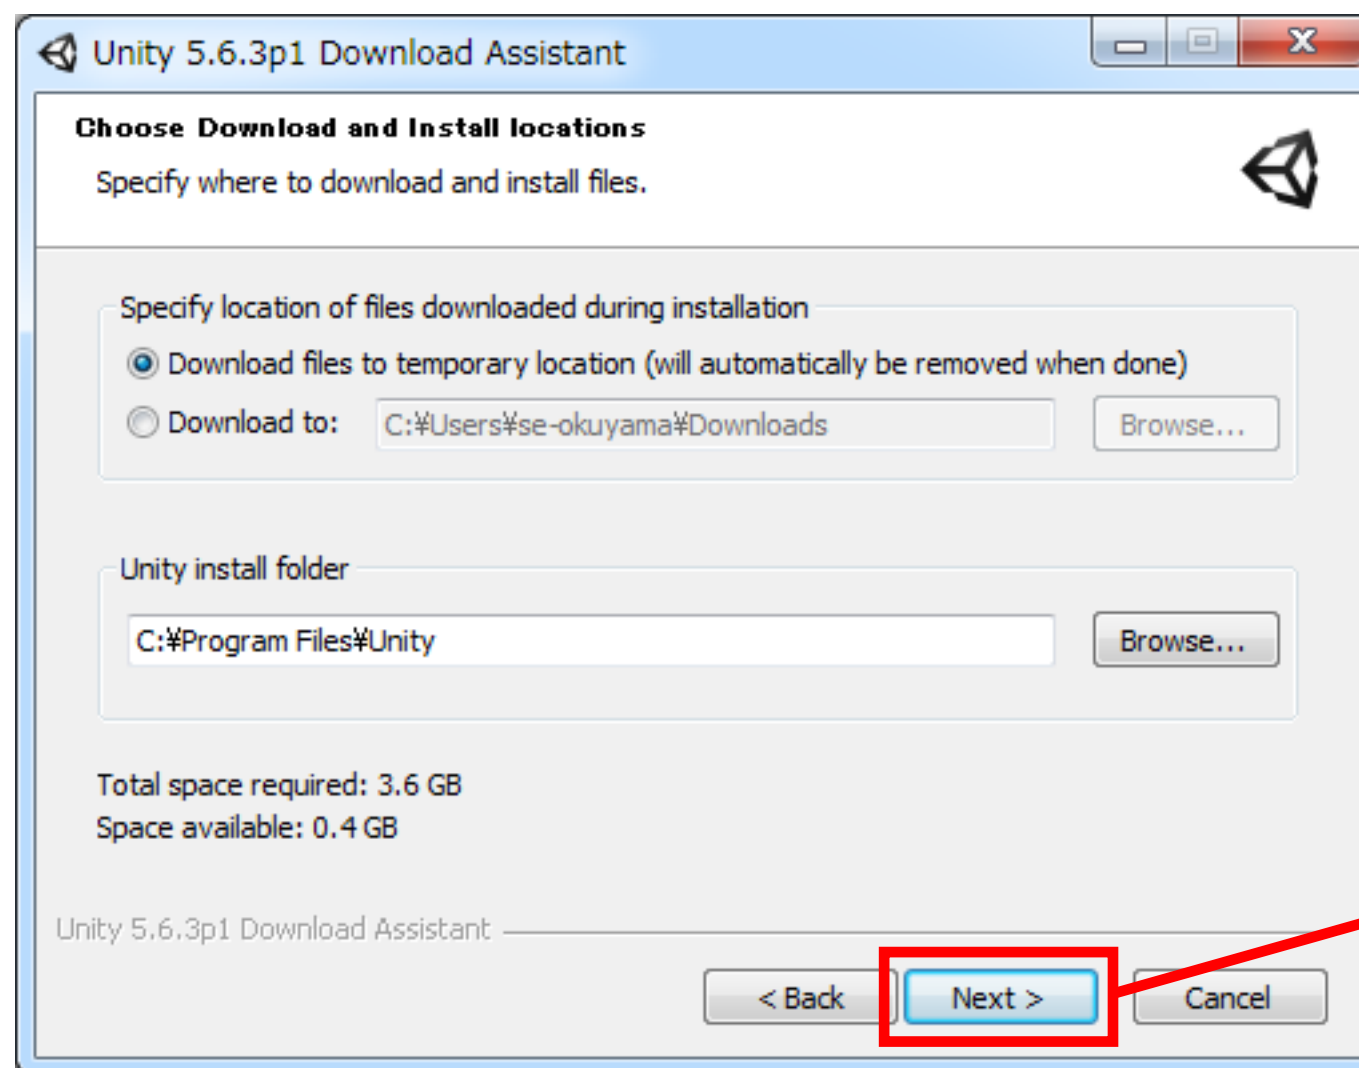 Unity 5.6.3p1 Download Assistant
Choose Download and Install locations
Specify where to download and install files.
Specify location of files downloaded during installation
Download files to temporary location (will automatically be removed when done)
Download to: C:¥Users¥se-okuyama¥Downloads Browse...
Unity install folder
C:¥Program Files¥Unity Browse...
Total space required: 3.6 GB
Space available: 0.4 GB
Unity 5.6.3p1 Download Assistant
< Back Next > Cancel